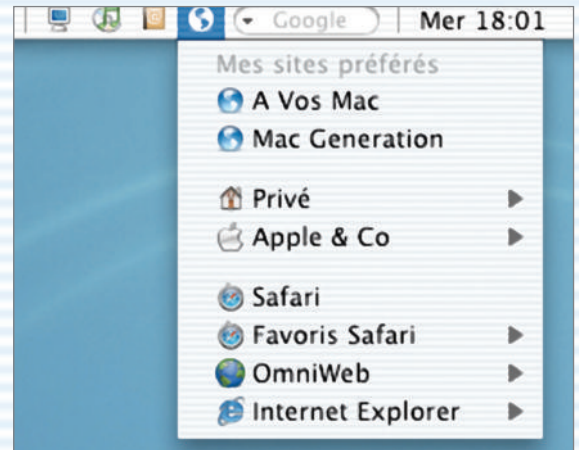 Google Mer 18:01
Mes sites préférés
A Vos Mac
Mac Generation
Privé
Apple & Co
Safari
Favoris Safari
OmniWeb
Internet Explorer